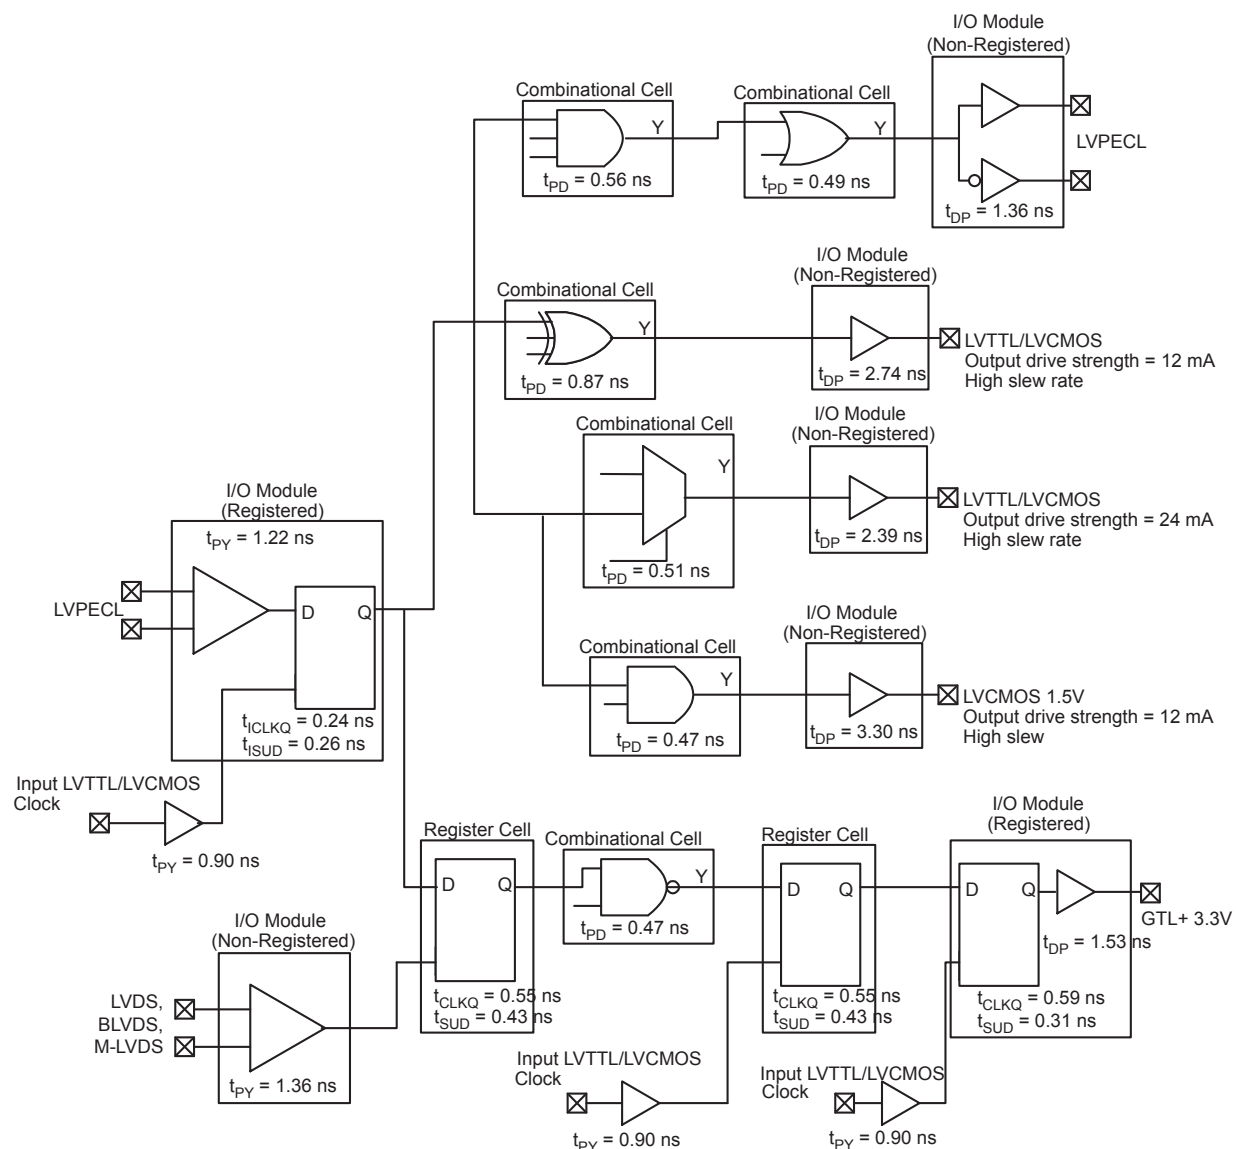 I/O Module
(Non-Registered)
Combinational Cell
Y
tPD = 0.56 ns
Combinational Cell
Y
tPD = 0.49 ns
LVPECL
tDP = 1.36 ns
I/O Module
(Non-Registered)
Combinational Cell
Y
tPD = 0.87 ns
tDP = 2.74 ns
LVTTL/LVCMOS
Output drive strength = 12 mA
High slew rate
I/O Module
(Non-Registered)
Combinational Cell
Y
tPD = 0.51 ns
tDP = 2.39 ns
LVTTL/LVCMOS
Output drive strength = 24 mA
High slew rate
I/O Module
(Registered)
tPY = 1.22 ns
LVPECL
D
Q
tICLKQ = 0.24 ns
tISUD = 0.26 ns
Input LVTTL/LVCMOS
Clock
tPY = 0.90 ns
I/O Module
(Non-Registered)
Combinational Cell
Y
tPD = 0.47 ns
tDP = 3.30 ns
LVCMOS 1.5V
Output drive strength = 12 mA
High slew
Register Cell
D
Q
tCLKQ = 0.55 ns
tSUD = 0.43 ns
Combinational Cell
Y
tPD = 0.47 ns
Register Cell
D
Q
tCLKQ = 0.55 ns
tSUD = 0.43 ns
I/O Module
(Registered)
D
Q
GTL+ 3.3V
tDP = 1.53 ns
tCLKQ = 0.59 ns
tSUD = 0.31 ns
I/O Module
(Non-Registered)
LVDS,
BLVDS,
M-LVDS
tPY = 1.36 ns
Input LVTTL/LVCMOS
Clock
tPY = 0.90 ns
Input LVTTL/LVCMOS
Clock
tPY = 0.90 ns